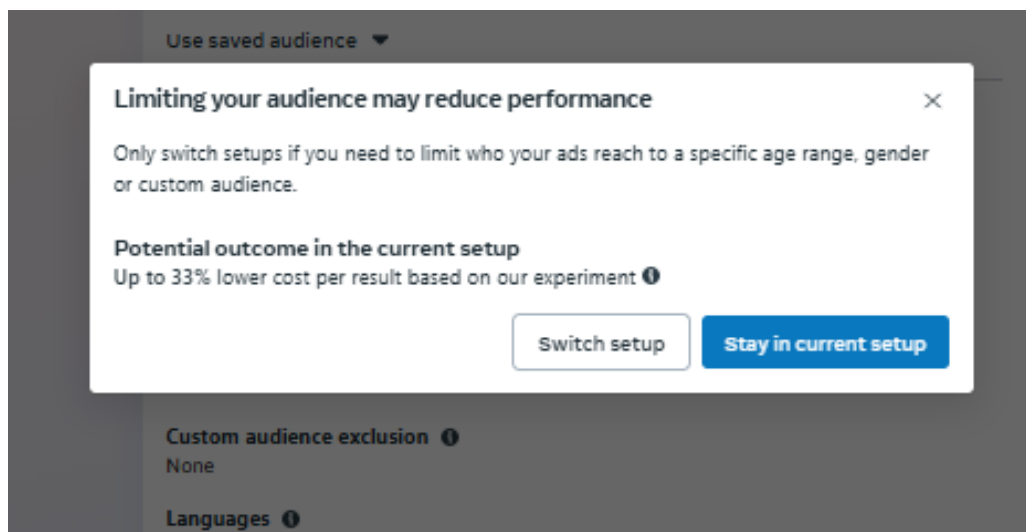 Use saved audience
Limiting your audience may reduce performance
Only switch setups if you need to limit who your ads reach to a specific age range, gender
or custom audience.
Potential outcome in the current setup
Up to 33% lower cost per result based on our experiment
Switch setup
Stay in current setup
Custom audience exclusion
None
Languages